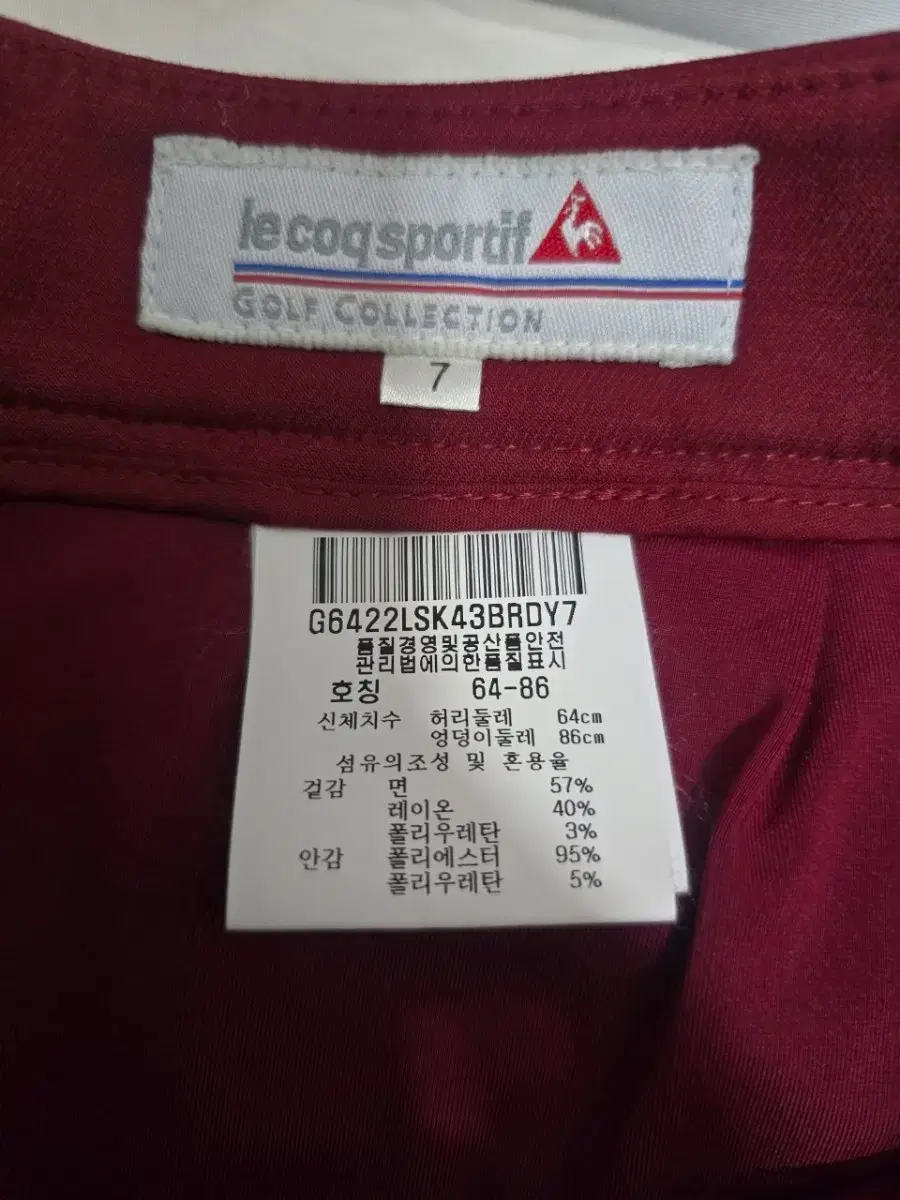 le coq sportif
GOLF COLLECTION
7
G6422LSK43BRDY7
품질경영및공산품안전
관리법에의한품질표시
호칭 64-86
신체치수 허리둘레 64cm
엉덩이둘레 86cm
섬유의조성 및 혼용율
겉감 면 57%
레이온 40%
폴리우레탄 3%
안감 폴리에스터 95%
폴리우레탄 5%